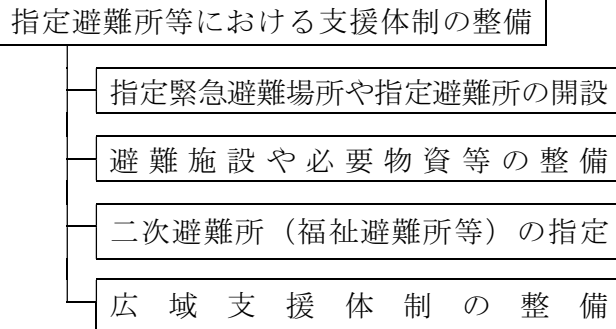 指定避難所等における支援体制の整備
指定緊急避難場所や指定避難所の開設
避難施設や必要物資等の整備
二次避難所（福祉避難所等）の指定
広域支援体制の整備